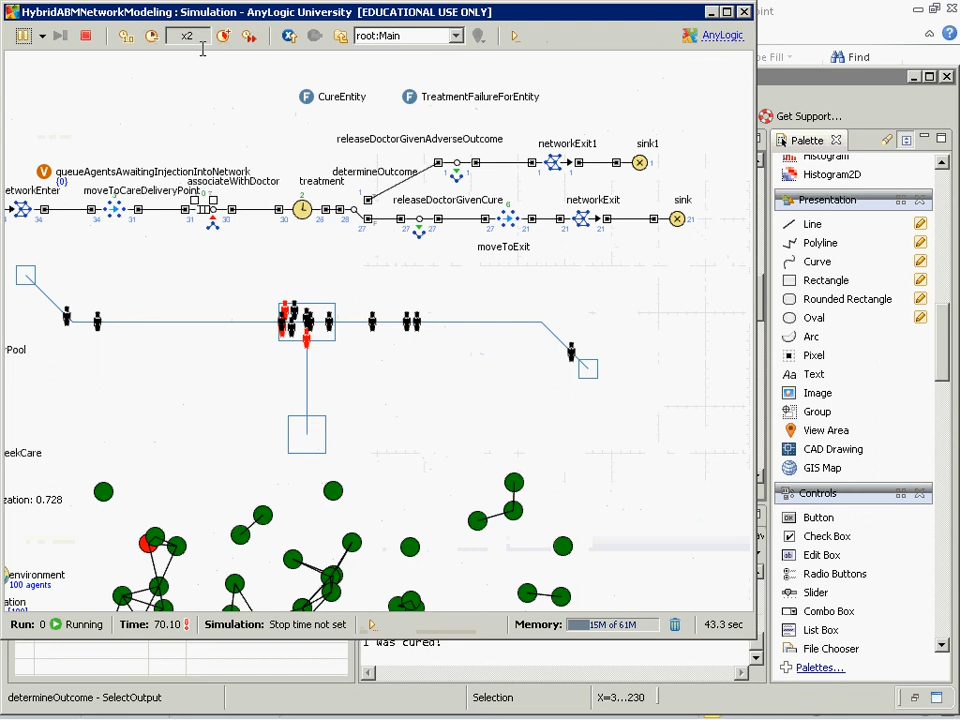 HybridABMNetworkModeling : Simulation - AnyLogic University [EDUCATIONAL USE ONLY]
oint
x2
root:Main
AnyLogic
e Fill
Find
CureEntity
TreatmentFailureForEntity
Get Support...
Palette
releaseDoctorGivenAdverseOutcome
networkExit1
sink1
Histogram
queueAgentsAwaitingInjectionIntoNetwork
{0}
determineOutcome
Histogram2D
etworkEnter
moveToCareDeliveryPoint
associateWithDoctor
treatment
releaseDoctorGivenCure
networkExit
sink
Presentation
moveToExit
Line
Polyline
Curve
Rectangle
Rounded Rectangle
Oval
Arc
Pixel
Text
Image
Group
View Area
CAD Drawing
GIS Map
Pool
eekCare
zation: 0.728
Controls
Button
Check Box
Edit Box
Radio Buttons
Slider
Combo Box
List Box
File Chooser
Palettes...
environment
100 agents
ation
Run: 0 Running Time: 70.10 Simulation: Stop time not set Memory: 15M of 61M 43.3 sec
I was cured!
determineOutcome - SelectOutput
Selection
X=3...230